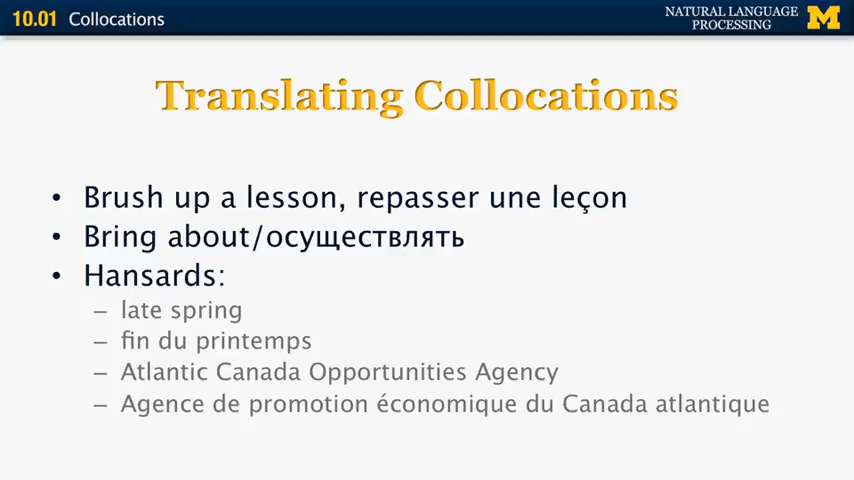 10.01 Collocations
NATURAL LANGUAGE
PROCESSING
M
Translating Collocations
• Brush up a lesson, repasser une leçon
• Bring about/осуществлять
• Hansards:
– late spring
– fin du printemps
– Atlantic Canada Opportunities Agency
– Agence de promotion économique du Canada atlantique